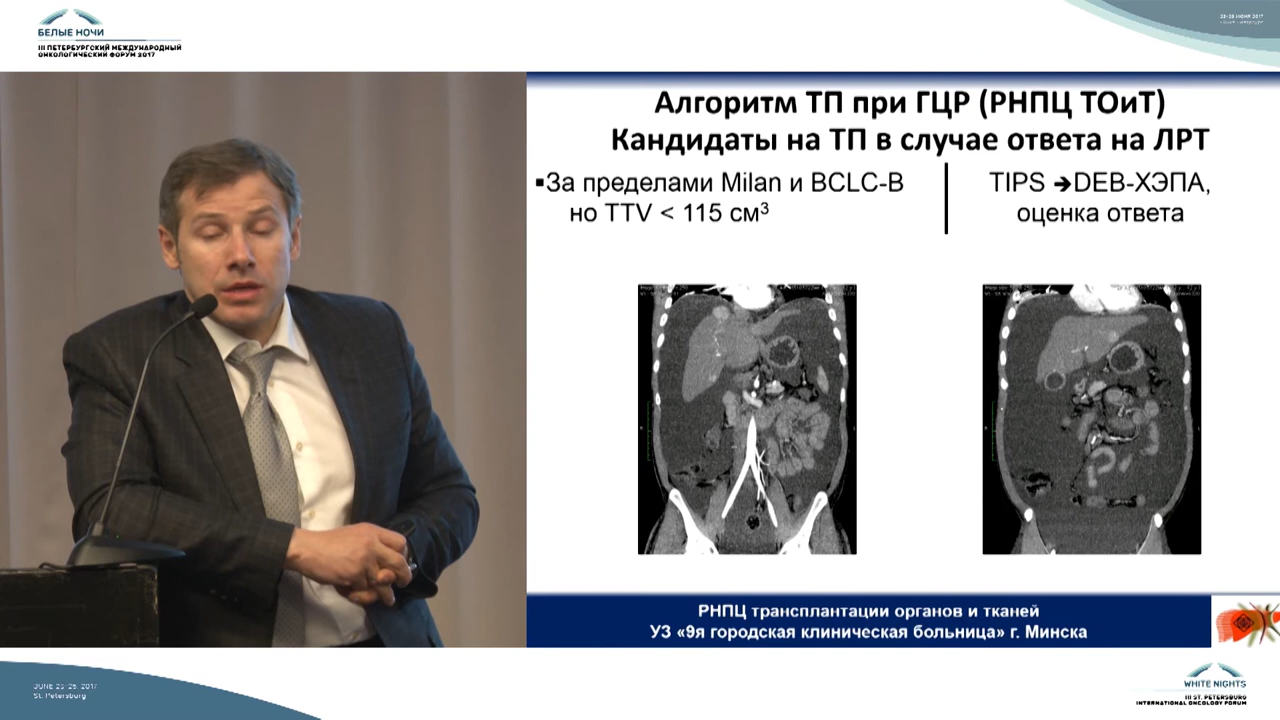 БЕЛЫЕ НОЧИ
III ПЕТЕРБУРГСКИЙ МЕЖДУНАРОДНЫЙ
ОНКОЛОГИЧЕСКИЙ ФОРУМ 2017
Алгоритм ТП при ГЦР (РНПЦ ТОиТ)
Кандидаты на ТП в случае ответа на ЛРТ
▪За пределами Milan и BCLC-B
но TTV < 115 см³
TIPS ➔DEB-ХЭПА,
оценка ответа
РНПЦ трансплантации органов и тканей
УЗ «9я городская клиническая больница» г. Минска
JUNE 23-26, 2017
St. Petersburg
WHITE NIGHTS
III ST. PETERSBURG
INTERNATIONAL ONCOLOGY FORUM